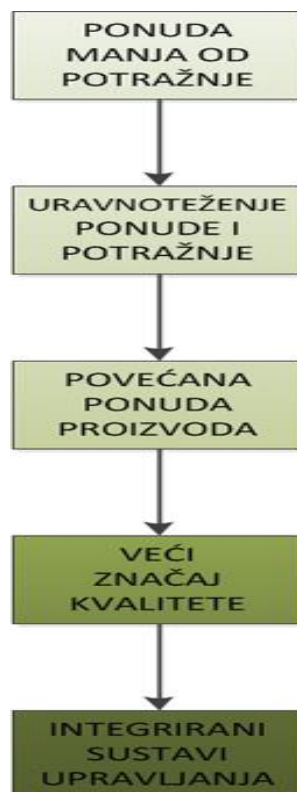 PONUDA
MANJA OD
POTRAŽNJE
URAVNOTEŽENJE
PONUDE I
POTRAŽNJE
POVEĆANA
PONUDA
PROIZVODA
VEĆI
ZNAČAJ
KVALITETE
INTEGRIRANI
SUSTAVI
UPRAVLJANJA